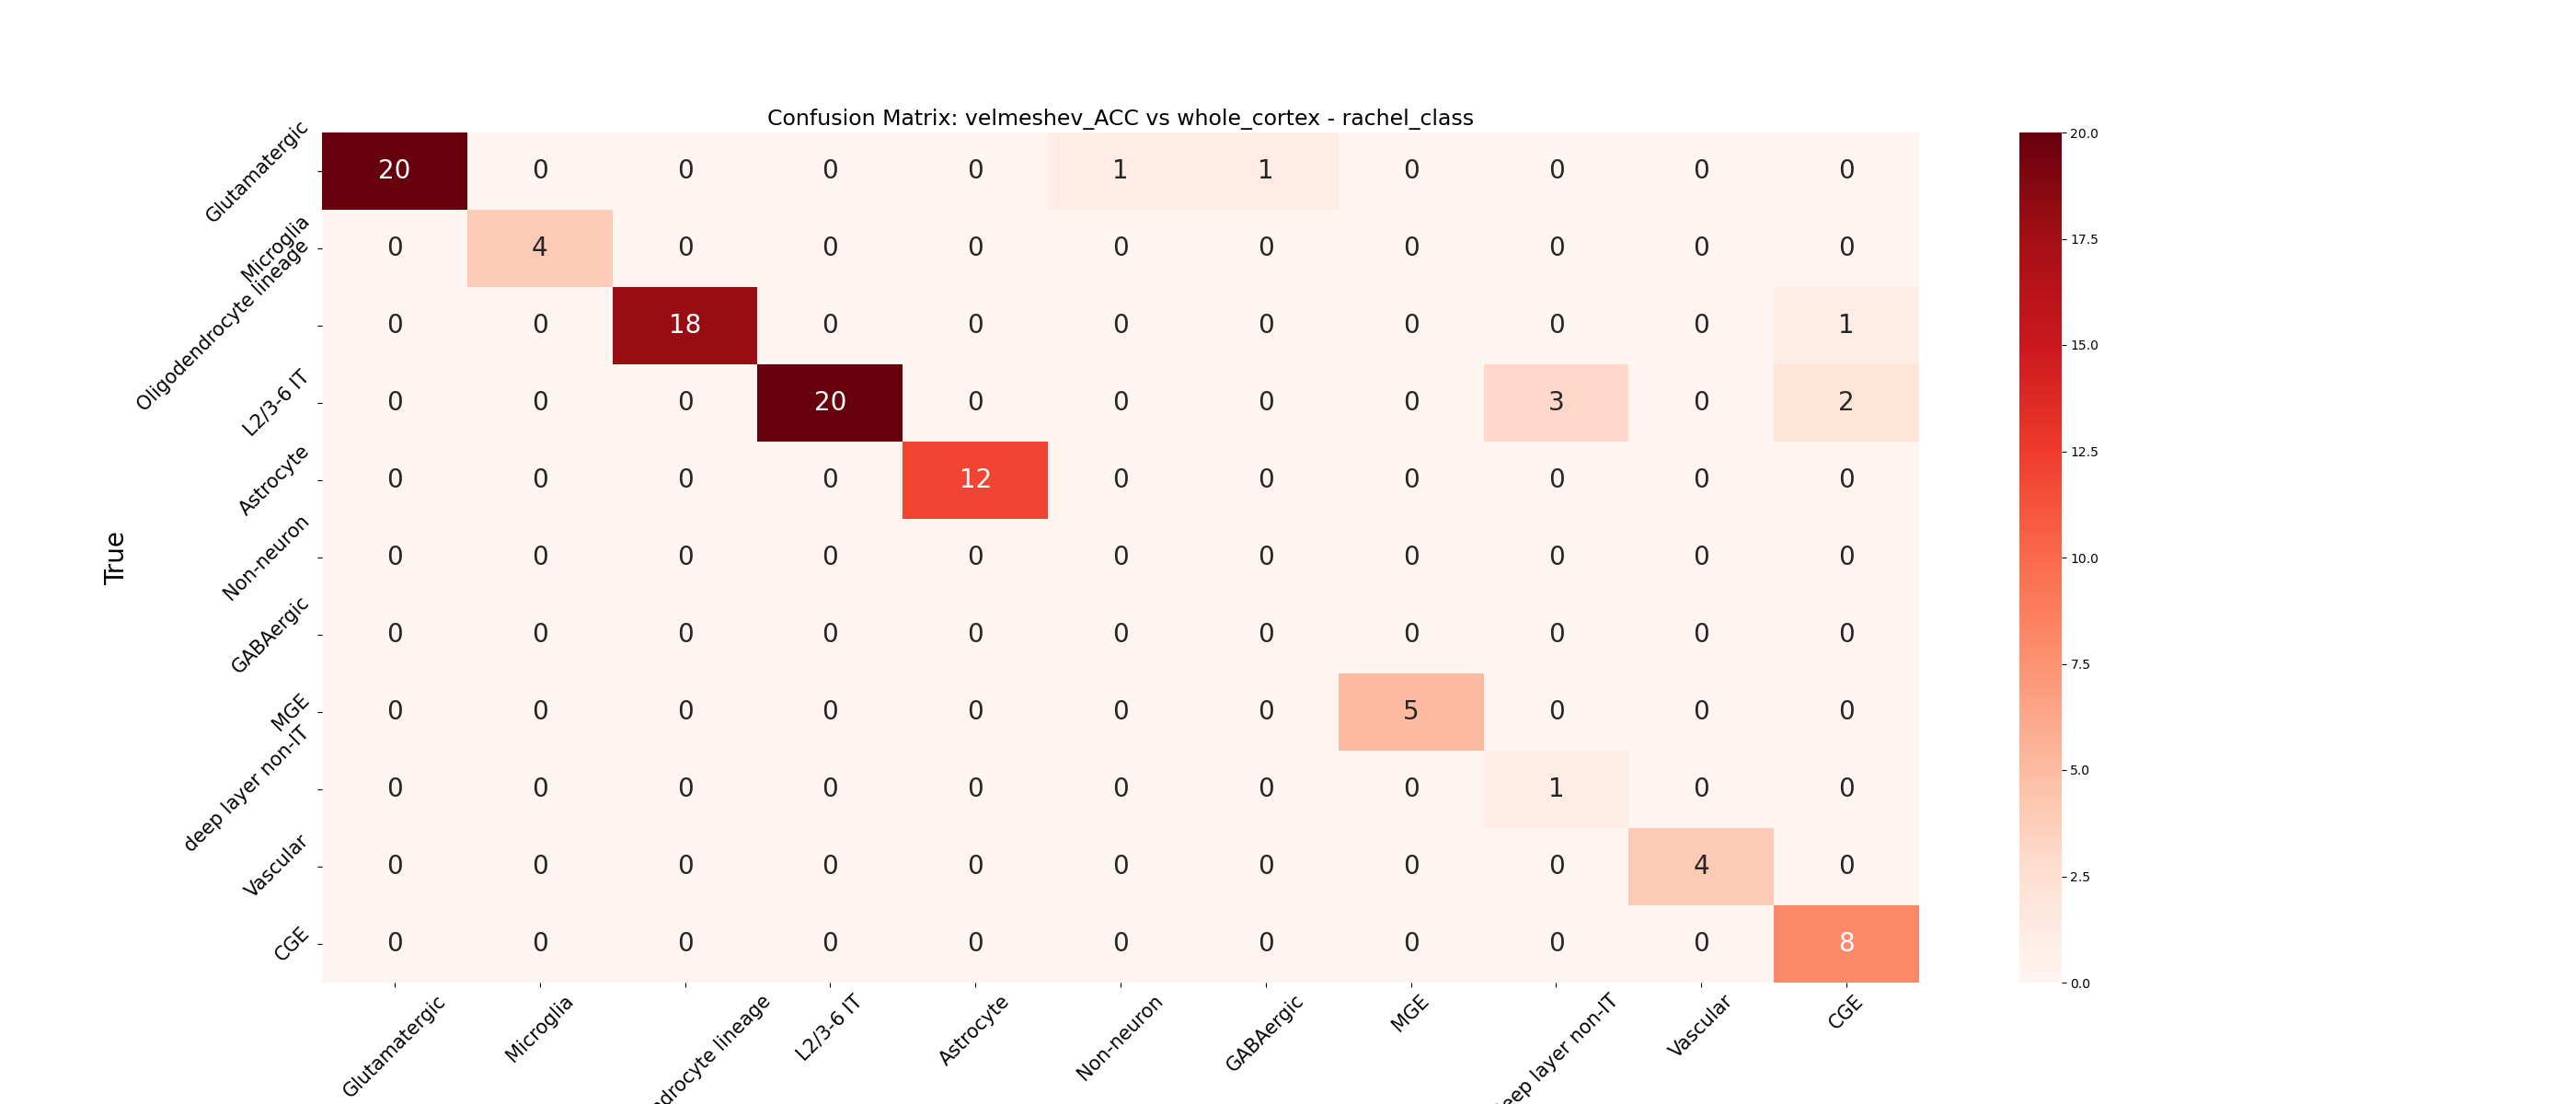 Confusion Matrix: velmeshev_ACC vs whole_cortex - rachel_class
True
Glutamatergic 20 0 0 0 0 1 1 0 0 0 0
Microglia 0 4 0 0 0 0 0 0 0 0 0
Oligodendrocyte lineage 0 0 18 0 0 0 0 0 0 0 1
L2/3-6 IT 0 0 0 20 0 0 0 0 3 0 2
Astrocyte 0 0 0 0 12 0 0 0 0 0 0
Non-neuron 0 0 0 0 0 0 0 0 0 0 0
GABAergic 0 0 0 0 0 0 0 0 0 0 0
MGE 0 0 0 0 0 0 0 5 0 0 0
deep layer non-IT 0 0 0 0 0 0 0 0 1 0 0
Vascular 0 0 0 0 0 0 0 0 0 4 0
CGE 0 0 0 0 0 0 0 0 0 0 8
Glutamatergic
Microglia
ndrocyte lineage
L2/3-6 IT
Astrocyte
Non-neuron
GABAergic
MGE
eep layer non-IT
Vascular
CGE
20.0
17.5
15.0
12.5
10.0
7.5
5.0
2.5
0.0